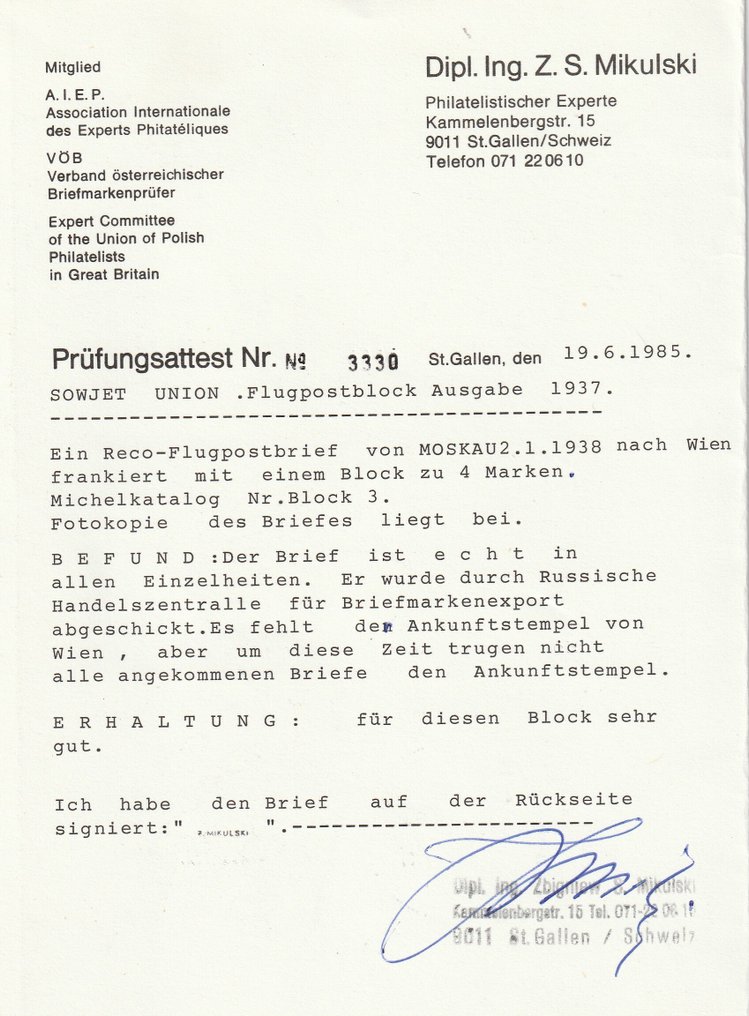 Mitglied
A.I.E.P.
Association Internationale
des Experts Philatéliques
VÖB
Verband österreichischer
Briefmarkenprüfer
Expert Committee
of the Union of Polish
Philatelists
in Great Britain
Dipl. Ing. Z. S. Mikulski
Philatelistischer Experte
Kammelenbergstr. 15
9011 St.Gallen/Schweiz
Telefon 071 220610
Prüfungsattest Nr. No 3330 St.Gallen, den 19.6.1985.
SOWJET UNION .Flugpostblock Ausgabe 1937.
Ein Reco-Flugpostbrief von MOSKAU2.1.1938 nach Wien
frankiert mit einem Block zu 4 Marken.
Michelkatalog Nr.Block 3.
Fotokopie des Briefes liegt bei.
B E F U N D :Der Brief ist e c h t in
allen Einzelheiten. Er wurde durch Russische
Handelszentralle für Briefmarkenexport
abgeschickt.Es fehlt der Ankunftstempel von
Wien , aber um diese Zeit trugen nicht
alle angekommenen Briefe den Ankunftstempel.
E R H A L T U N G : für diesen Block sehr
gut.
Ich habe den Brief auf der Rückseite
signiert:" Z. MIKULSKI ".-----------------------
Dipl. Ing. Zbigniew S. Mikulski
Kammelenbergstr. 15 Tel. 071-22 06 10
9011 St. Gallen / Schweiz